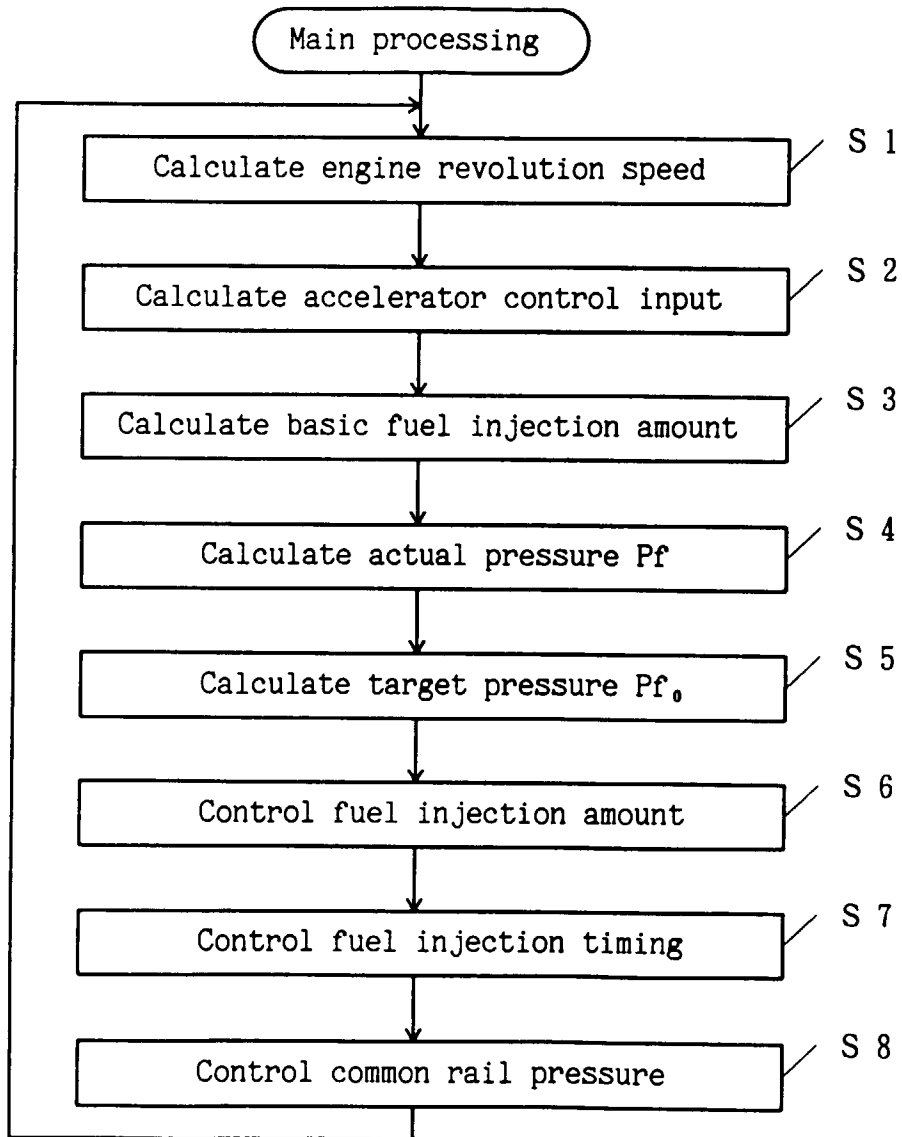 Main processing
S 1
Calculate engine revolution speed
S 2
Calculate accelerator control input
S 3
Calculate basic fuel injection amount
S 4
Calculate actual pressure Pf
S 5
Calculate target pressure Pf₀
S 6
Control fuel injection amount
S 7
Control fuel injection timing
S 8
Control common rail pressure